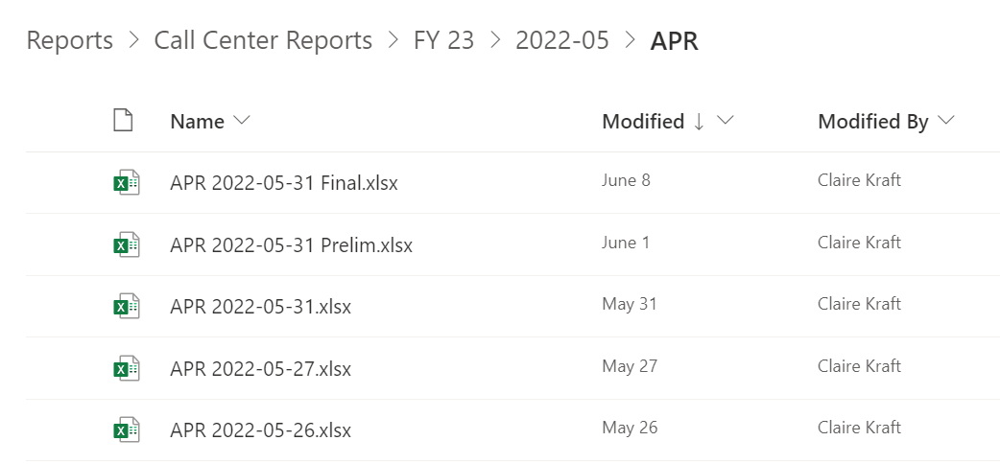 Reports > Call Center Reports > FY 23 > 2022-05 > APR
Name Modified ↓ Modified By
APR 2022-05-31 Final.xlsx June 8 Claire Kraft
APR 2022-05-31 Prelim.xlsx June 1 Claire Kraft
APR 2022-05-31.xlsx May 31 Claire Kraft
APR 2022-05-27.xlsx May 27 Claire Kraft
APR 2022-05-26.xlsx May 26 Claire Kraft